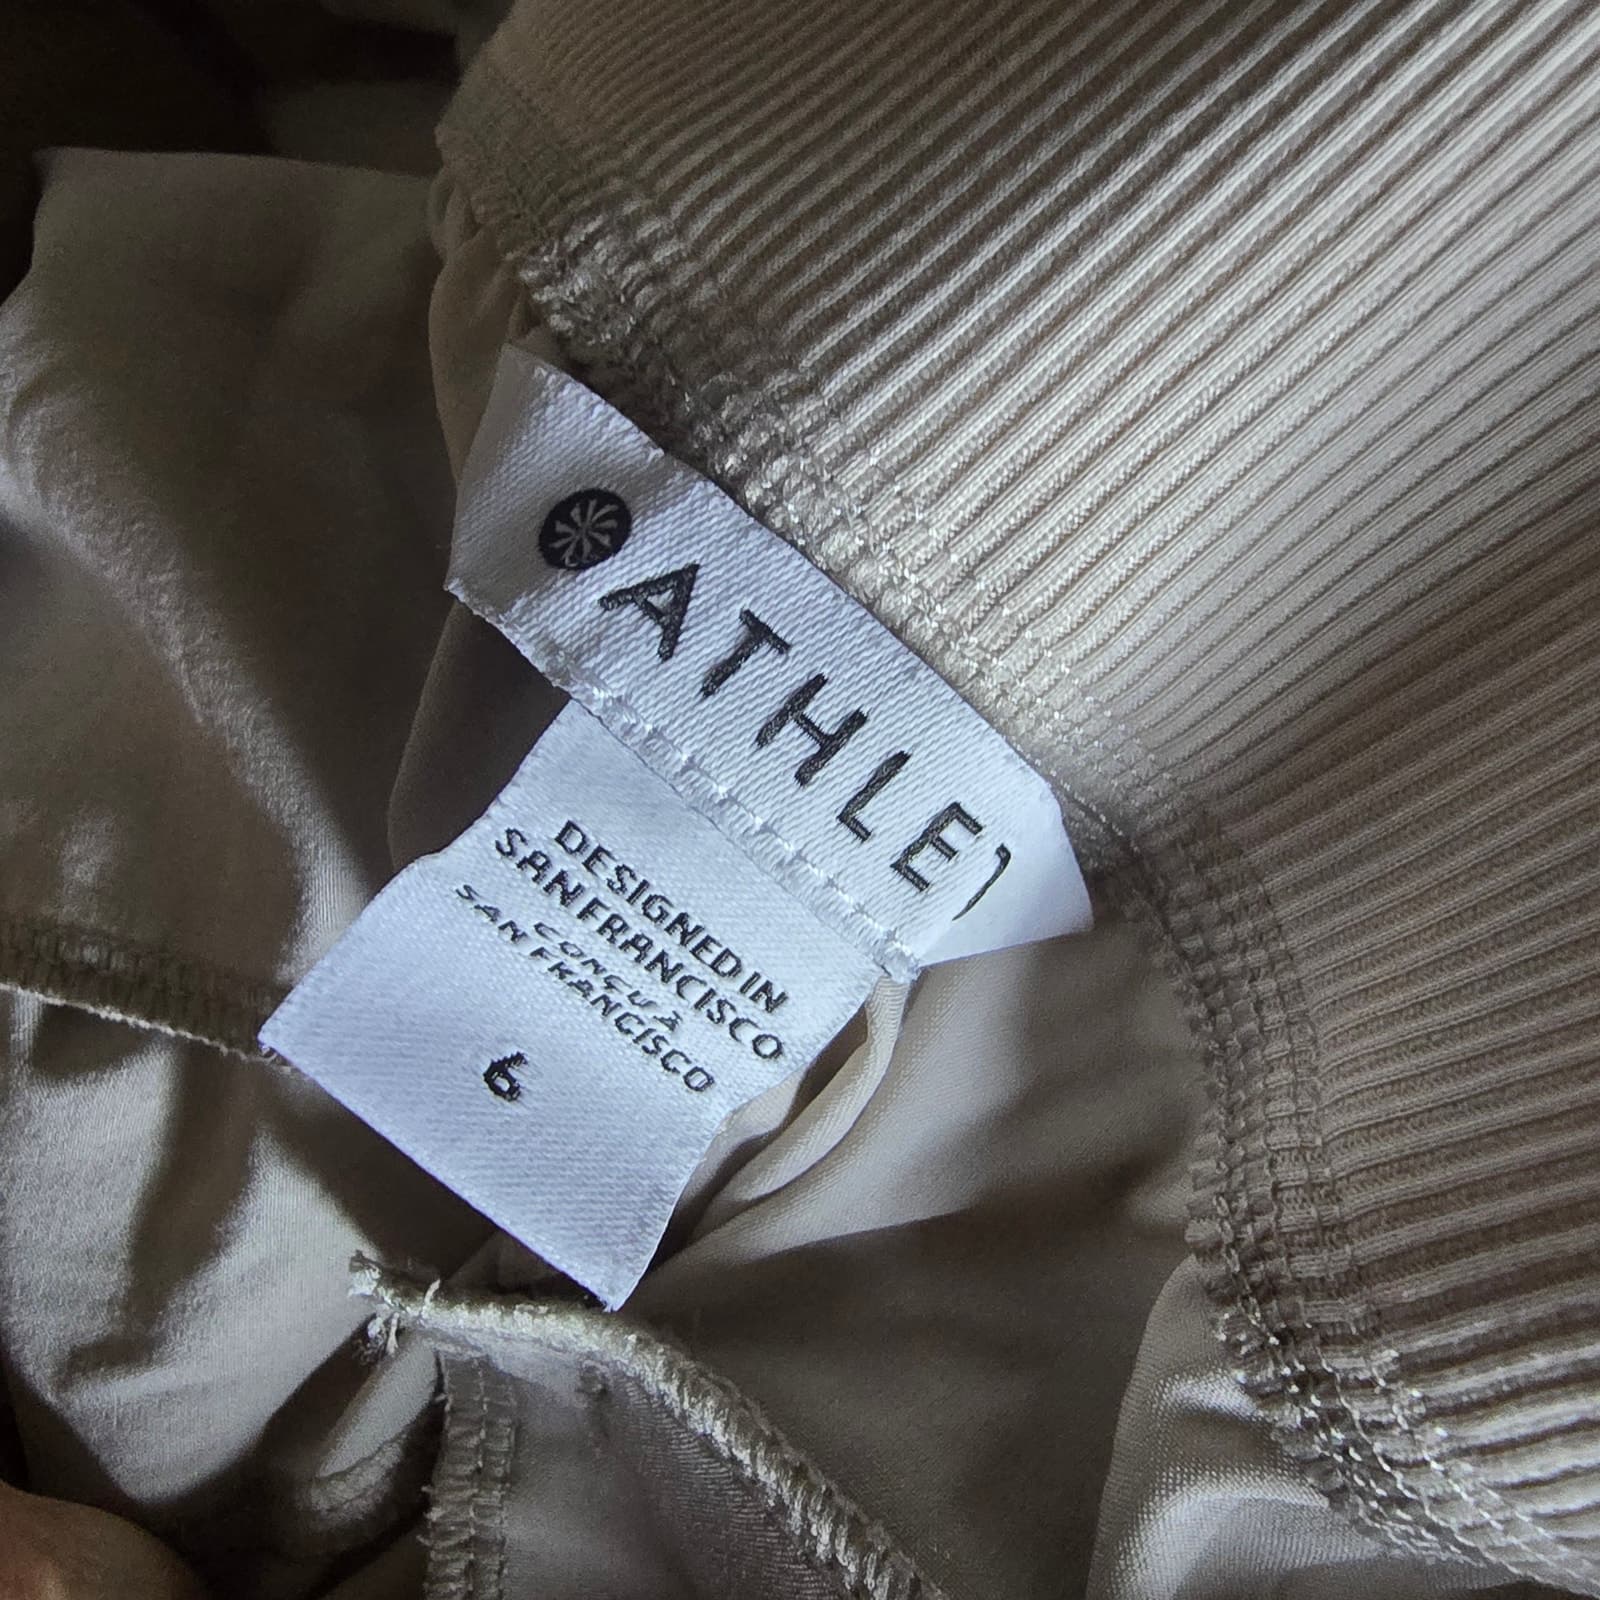 ATHLE
DESIGNED IN
SAN FRANCISCO
CONÇU À
SAN FRANCISCO
6